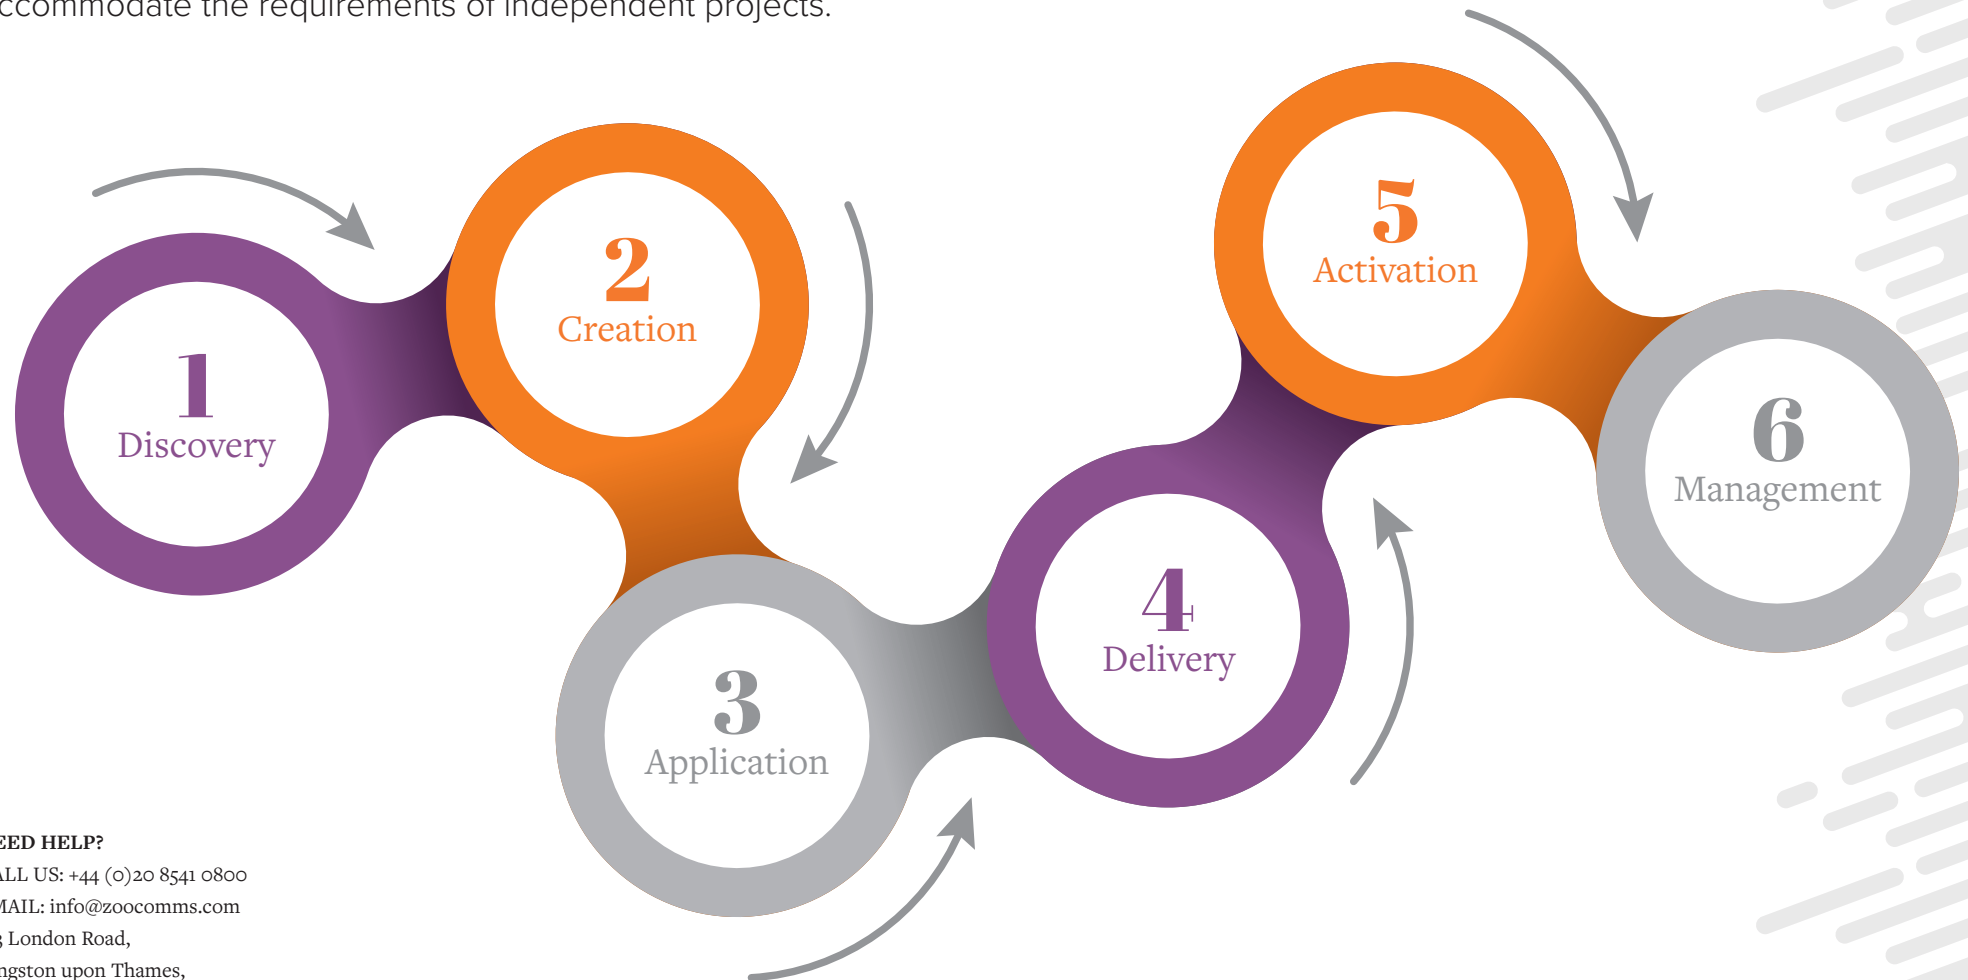 ccommodate the requirements of independent projects.
1
Discovery
2
Creation
3
Application
4
Delivery
5
Activation
6
Management
EED HELP?
ALL US: +44 (0)20 8541 0800
MAIL: info@zoocomms.com
3 London Road,
ngston upon Thames,